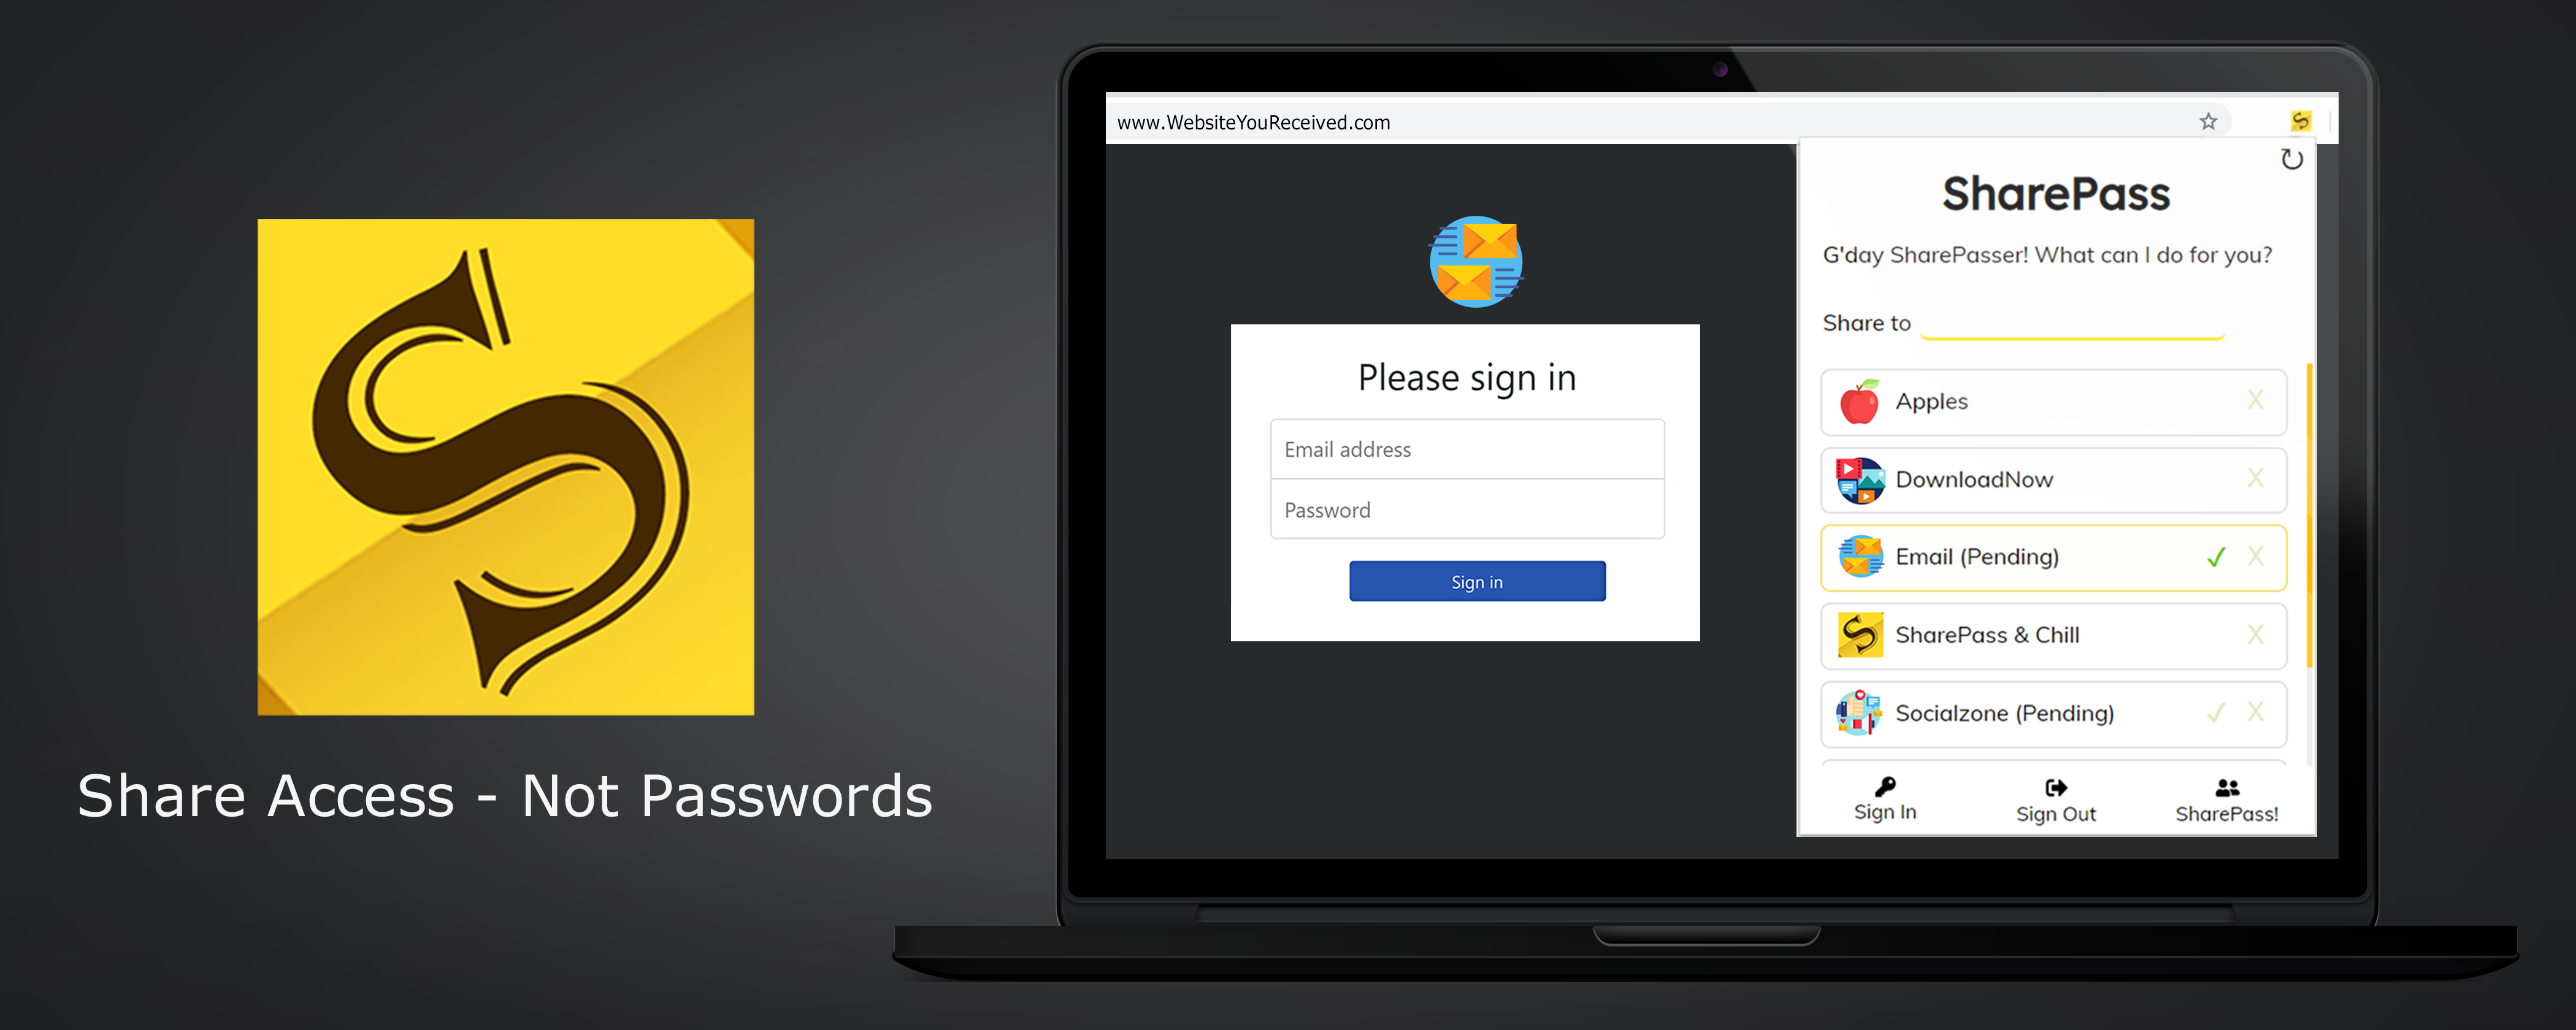 S
Share Access - Not Passwords
www.WebsiteYouReceived.com
Please sign in
Email address
Password
Sign in
SharePass
G'day SharePasser! What can I do for you?
Share to
Apples X
DownloadNow X
Email (Pending) ✓ X
SharePass & Chill X
Socialzone (Pending) ✓ X
Sign In
Sign Out
SharePass!